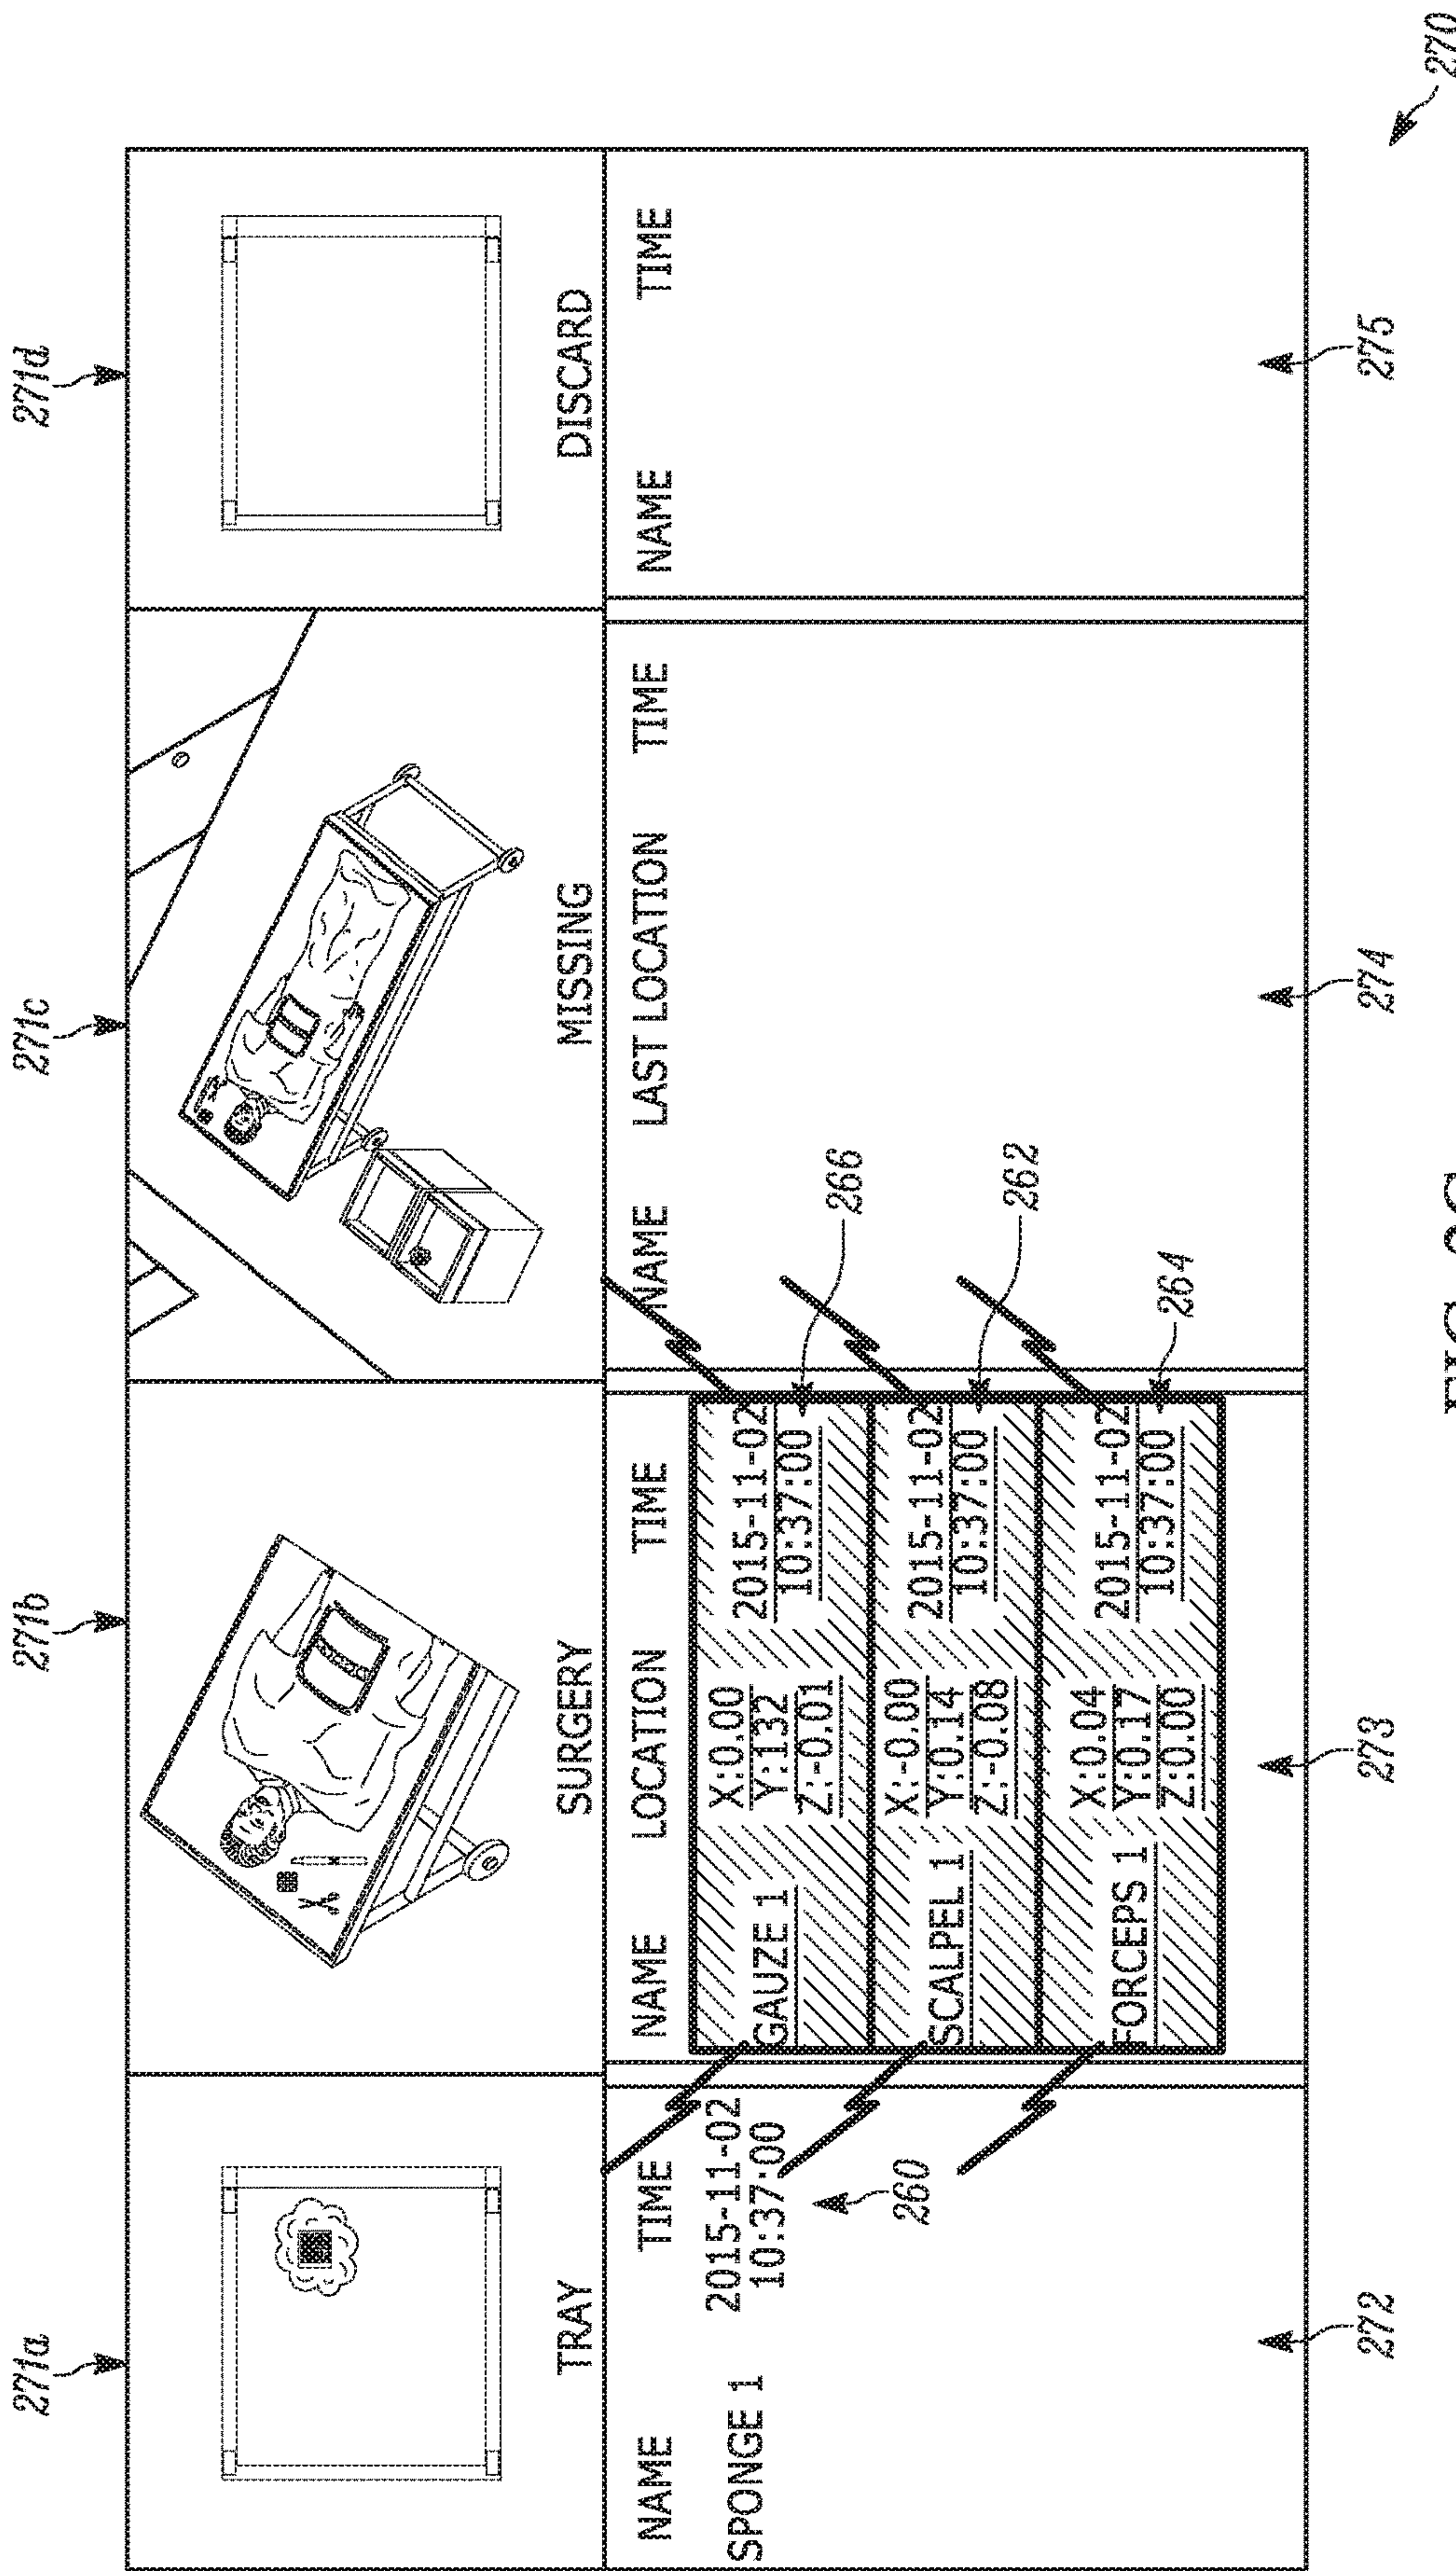 271a
271b
271c
271d
TRAY
SURGERY
MISSING
DISCARD
NAME TIME
NAME LOCATION TIME
NAME LAST LOCATION TIME
NAME TIME
SPONGE 1
2015-11-02
10:37:00
260
GAUZE 1
X:0.00
Y:132
Z:-0.01
2015-11-02
10:37:00
266
SCALPEL 1
X:-0.00
Y:0.14
Z:-0.08
2015-11-02
10:37:00
262
FORCEPS 1
X:0.04
Y:0.17
Z:0.00
2015-11-02
10:37:00
264
272
273
274
275
270